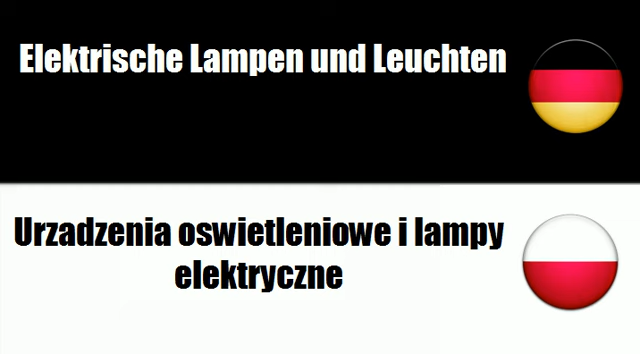 Elektrische Lampen und Leuchten
Urzadzenia oswietleniowe i lampy
elektryczne